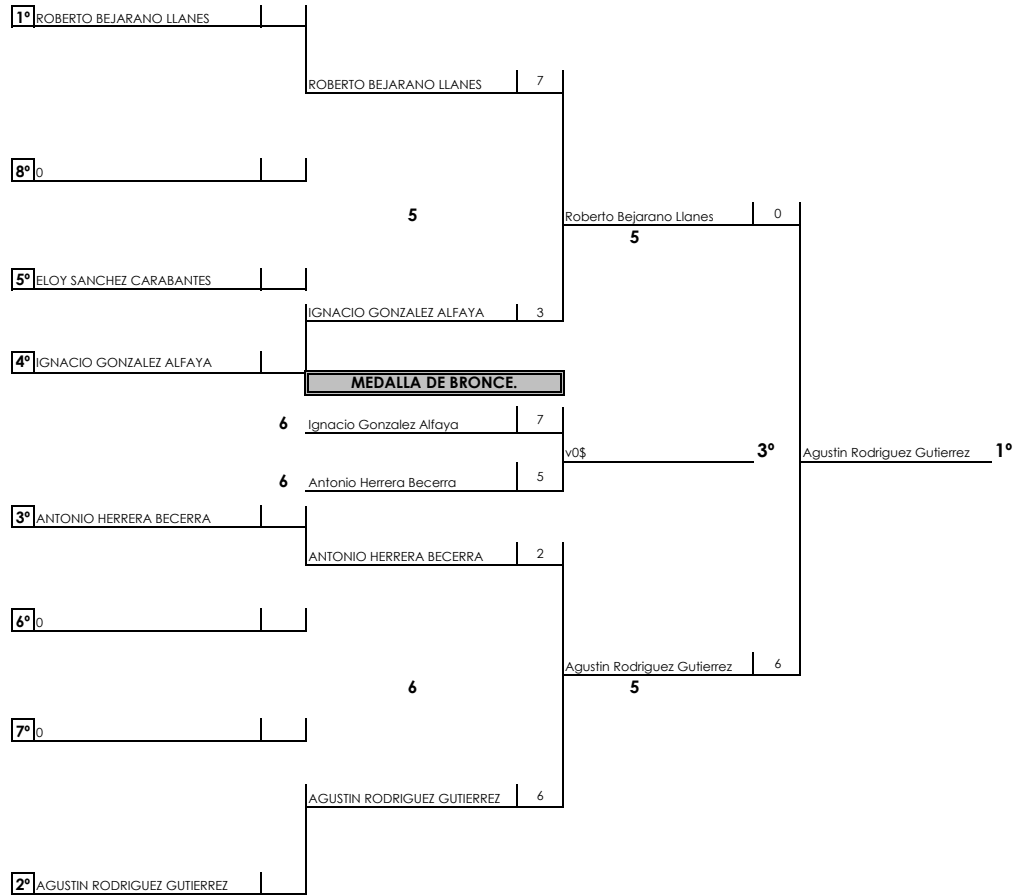 1º ROBERTO BEJARANO LLANES
ROBERTO BEJARANO LLANES 7
8º 0
5
Roberto Bejarano Llanes 0
5
5º ELOY SANCHEZ CARABANTES
IGNACIO GONZALEZ ALFAYA 3
4º IGNACIO GONZALEZ ALFAYA
MEDALLA DE BRONCE.
6 Ignacio Gonzalez Alfaya 7
v0$ 3º
Agustin Rodriguez Gutierrez 1º
6 Antonio Herrera Becerra 5
3º ANTONIO HERRERA BECERRA
ANTONIO HERRERA BECERRA 2
6º 0
Agustin Rodriguez Gutierrez 6
6
5
7º 0
AGUSTIN RODRIGUEZ GUTIERREZ 6
2º AGUSTIN RODRIGUEZ GUTIERREZ